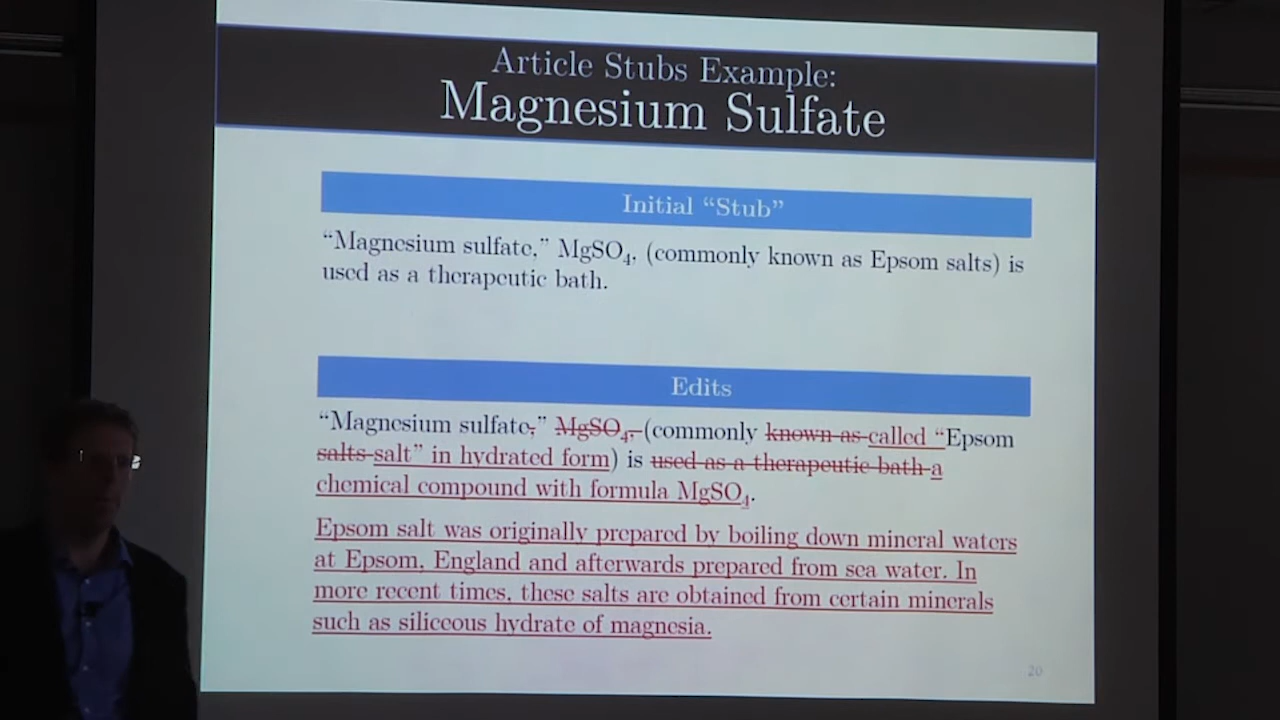 Article Stubs Example:
Magnesium Sulfate
Initial “Stub”
“Magnesium sulfate,” MgSO₄, (commonly known as Epsom salts) is
used as a therapeutic bath.
Edits
“Magnesium sulfate,” MgSO₄, (commonly known as called “Epsom
salts salt” in hydrated form) is used as a therapeutic bath a
chemical compound with formula MgSO₄.
Epsom salt was originally prepared by boiling down mineral waters
at Epsom, England and afterwards prepared from sea water. In
more recent times, these salts are obtained from certain minerals
such as siliceous hydrate of magnesia.
20